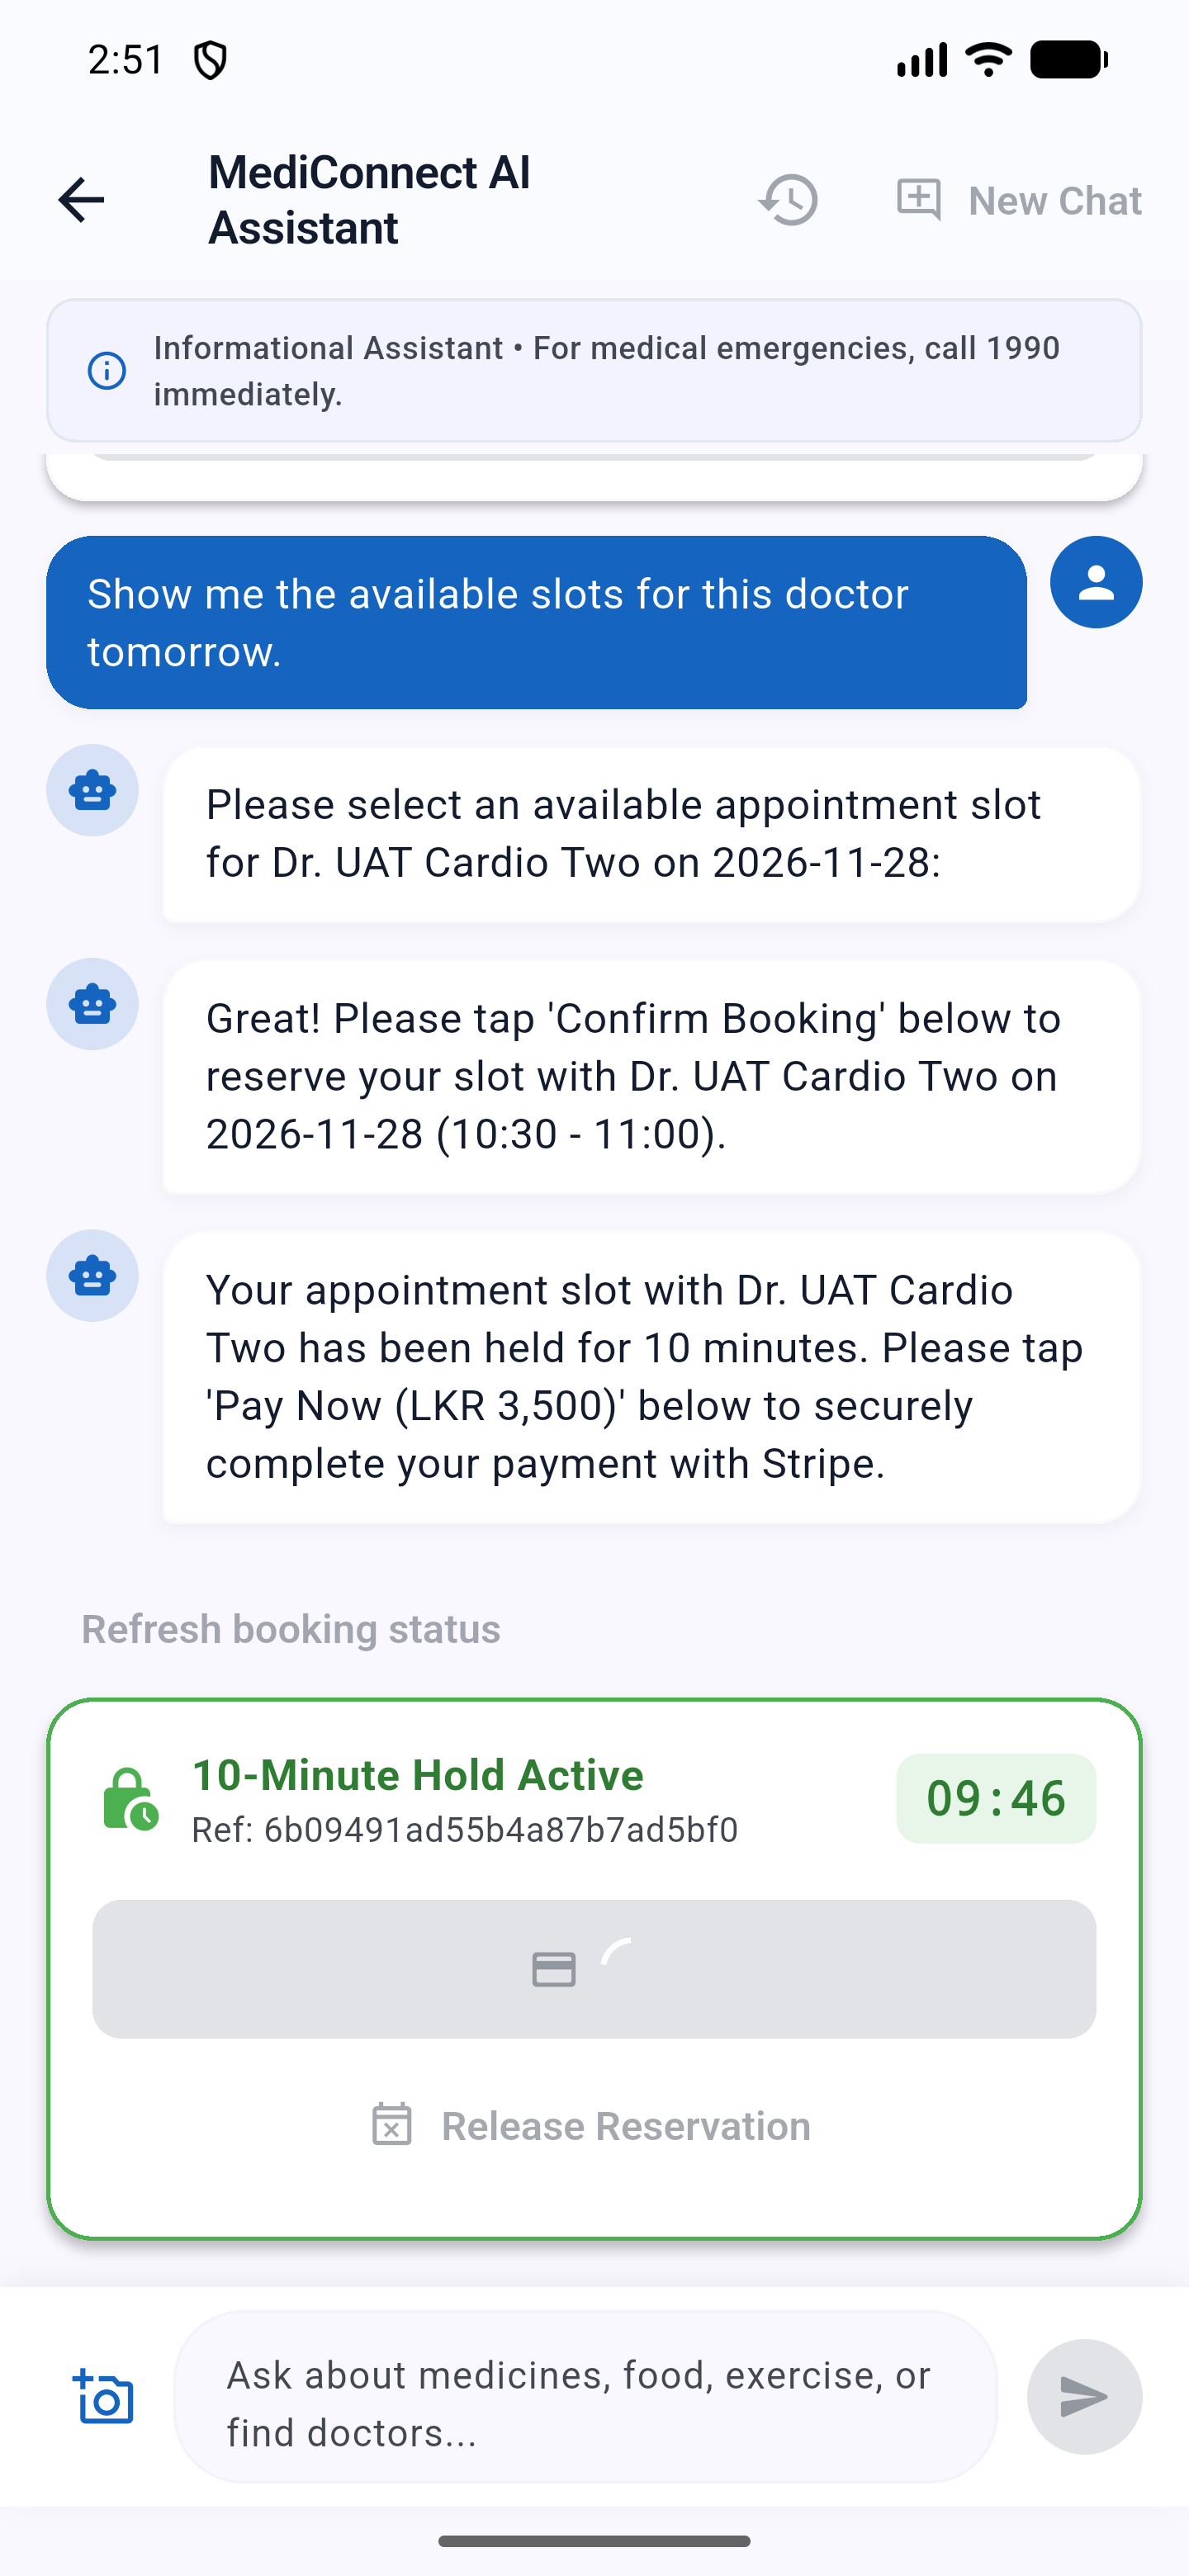 2:51
MediConnect AI
Assistant
New Chat
Informational Assistant • For medical emergencies, call 1990
immediately.
Show me the available slots for this doctor
tomorrow.
Please select an available appointment slot
for Dr. UAT Cardio Two on 2026-11-28:
Great! Please tap 'Confirm Booking' below to
reserve your slot with Dr. UAT Cardio Two on
2026-11-28 (10:30 - 11:00).
Your appointment slot with Dr. UAT Cardio
Two has been held for 10 minutes. Please tap
'Pay Now (LKR 3,500)' below to securely
complete your payment with Stripe.
Refresh booking status
10-Minute Hold Active
09:46
Ref: 6b09491ad55b4a87b7ad5bf0
Release Reservation
Ask about medicines, food, exercise, or
find doctors...